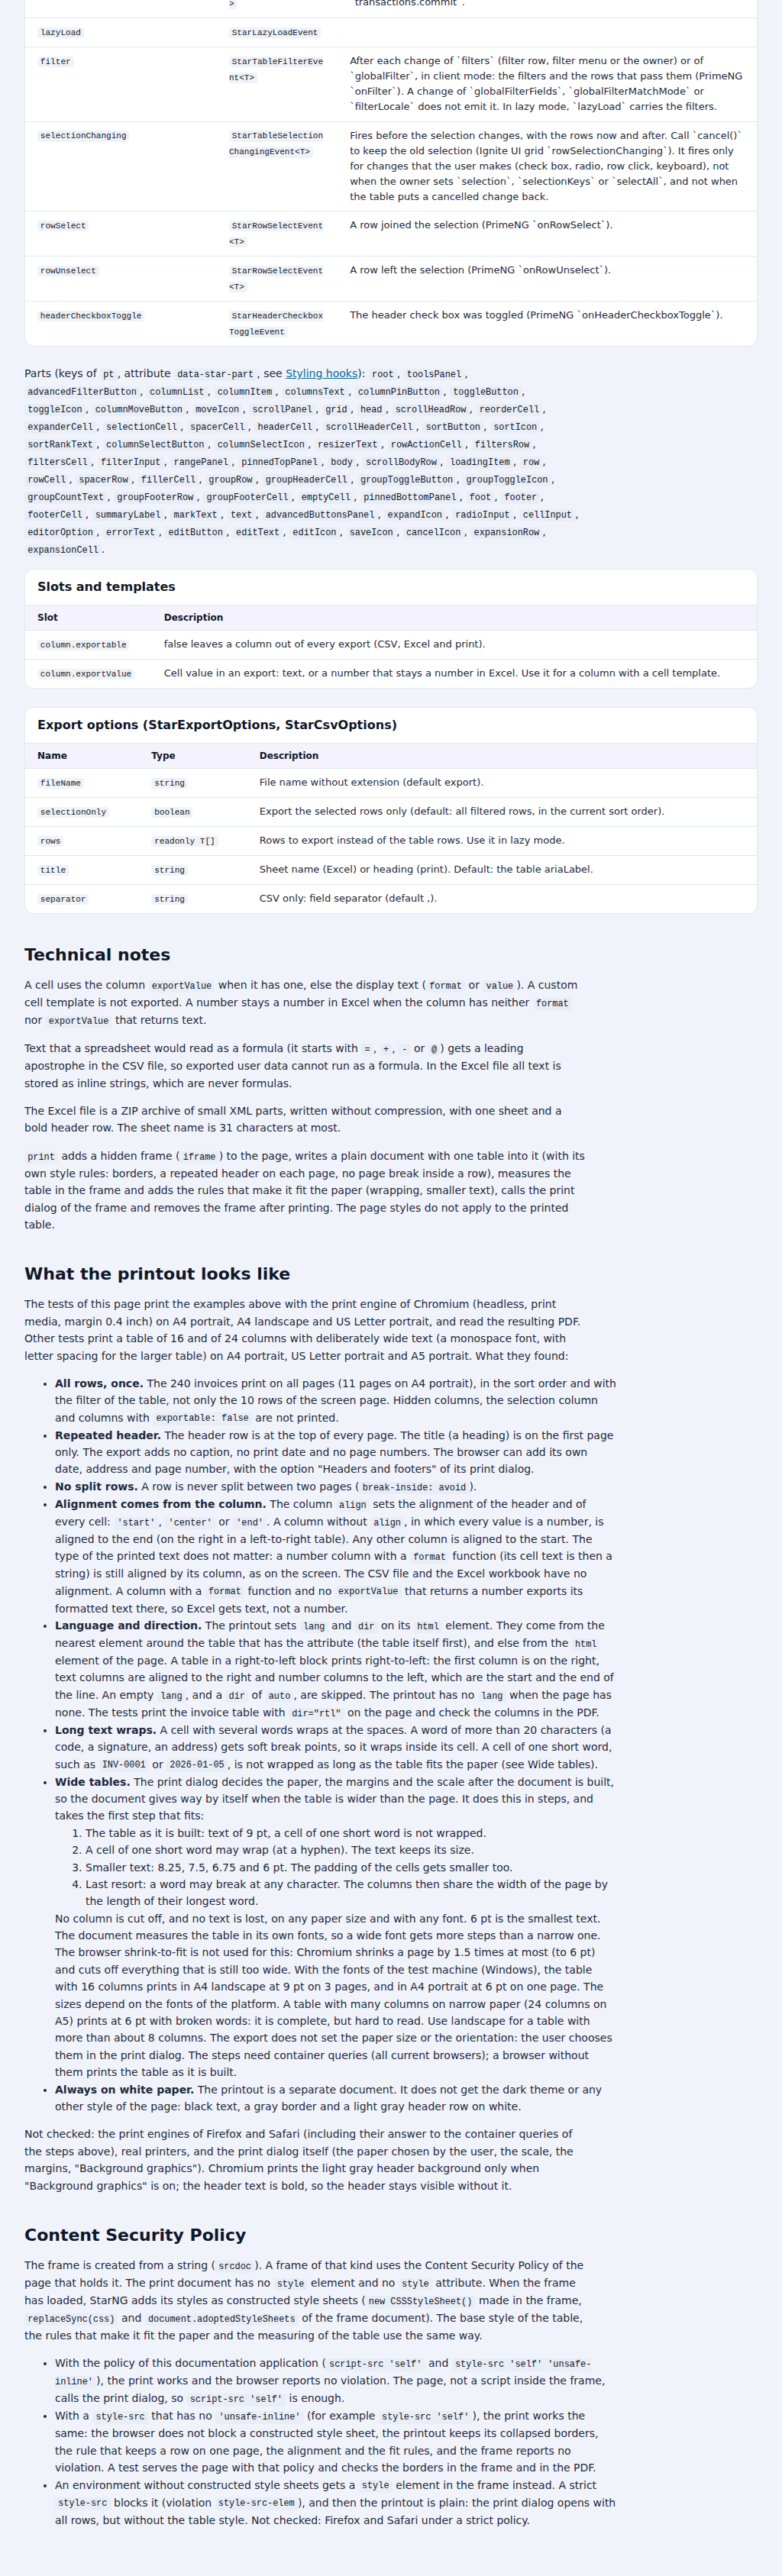 > `transactions.commit`.
lazyLoad StarLazyLoadEvent
filter StarTableFilterEve After each change of `filters` (filter row, filter menu or the owner) or of
nt<T> `globalFilter`, in client mode: the filters and the rows that pass them (PrimeNG
`onFilter`). A change of `globalFilterFields`, `globalFilterMatchMode` or
`filterLocale` does not emit it. In lazy mode, `lazyLoad` carries the filters.
selectionChanging StarTableSelection Fires before the selection changes, with the rows now and after. Call `cancel()`
ChangingEvent<T> to keep the old selection (Ignite UI grid `rowSelectionChanging`). It fires only
for changes that the user makes (check box, radio, row click, keyboard), not
when the owner sets `selection`, `selectionKeys` or `selectAll`, and not when
the table puts a cancelled change back.
rowSelect StarRowSelectEvent A row joined the selection (PrimeNG `onRowSelect`).
<T>
rowUnselect StarRowSelectEvent A row left the selection (PrimeNG `onRowUnselect`).
<T>
headerCheckboxToggle StarHeaderCheckbox The header check box was toggled (PrimeNG `onHeaderCheckboxToggle`).
ToggleEvent
Parts (keys of pt, attribute data-star-part, see Styling hooks): root, toolsPanel,
advancedFilterButton, columnList, columnItem, columnsText, columnPinButton, toggleButton,
toggleIcon, columnMoveButton, moveIcon, scrollPanel, grid, head, scrollHeadRow, reorderCell,
expanderCell, selectionCell, spacerCell, headerCell, scrollHeaderCell, sortButton, sortIcon,
sortRankText, columnSelectButton, columnSelectIcon, resizerText, rowActionCell, filtersRow,
filtersCell, filterInput, rangePanel, pinnedTopPanel, body, scrollBodyRow, loadingItem, row,
rowCell, spacerRow, fillerCell, groupRow, groupHeaderCell, groupToggleButton, groupToggleIcon,
groupCountText, groupFooterRow, groupFooterCell, emptyCell, pinnedBottomPanel, foot, footer,
footerCell, summaryLabel, markText, text, advancedButtonsPanel, expandIcon, radioInput, cellInput,
editorOption, errorText, editButton, editText, editIcon, saveIcon, cancelIcon, expansionRow,
expansionCell.
Slots and templates
Slot Description
column.exportable false leaves a column out of every export (CSV, Excel and print).
column.exportValue Cell value in an export: text, or a number that stays a number in Excel. Use it for a column with a cell template.
Export options (StarExportOptions, StarCsvOptions)
Name Type Description
fileName string File name without extension (default export).
selectionOnly boolean Export the selected rows only (default: all filtered rows, in the current sort order).
rows readonly T[] Rows to export instead of the table rows. Use it in lazy mode.
title string Sheet name (Excel) or heading (print). Default: the table ariaLabel.
separator string CSV only: field separator (default ,).
Technical notes
A cell uses the column exportValue when it has one, else the display text (format or value). A custom
cell template is not exported. A number stays a number in Excel when the column has neither format
nor exportValue that returns text.
Text that a spreadsheet would read as a formula (it starts with =, +, - or @) gets a leading
apostrophe in the CSV file, so exported user data cannot run as a formula. In the Excel file all text is
stored as inline strings, which are never formulas.
The Excel file is a ZIP archive of small XML parts, written without compression, with one sheet and a
bold header row. The sheet name is 31 characters at most.
print adds a hidden frame (iframe) to the page, writes a plain document with one table into it (with its
own style rules: borders, a repeated header on each page, no page break inside a row), measures the
table in the frame and adds the rules that make it fit the paper (wrapping, smaller text), calls the print
dialog of the frame and removes the frame after printing. The page styles do not apply to the printed
table.
What the printout looks like
The tests of this page print the examples above with the print engine of Chromium (headless, print
media, margin 0.4 inch) on A4 portrait, A4 landscape and US Letter portrait, and read the resulting PDF.
Other tests print a table of 16 and of 24 columns with deliberately wide text (a monospace font, with
letter spacing for the larger table) on A4 portrait, US Letter portrait and A5 portrait. What they found:
• All rows, once. The 240 invoices print on all pages (11 pages on A4 portrait), in the sort order and with
the filter of the table, not only the 10 rows of the screen page. Hidden columns, the selection column
and columns with exportable: false are not printed.
• Repeated header. The header row is at the top of every page. The title (a heading) is on the first page
only. The export adds no caption, no print date and no page numbers. The browser can add its own
date, address and page number, with the option "Headers and footers" of its print dialog.
• No split rows. A row is never split between two pages (break-inside: avoid).
• Alignment comes from the column. The column align sets the alignment of the header and of
every cell: 'start', 'center' or 'end'. A column without align, in which every value is a number, is
aligned to the end (on the right in a left-to-right table). Any other column is aligned to the start. The
type of the printed text does not matter: a number column with a format function (its cell text is then a
string) is still aligned by its column, as on the screen. The CSV file and the Excel workbook have no
alignment. A column with a format function and no exportValue that returns a number exports its
formatted text there, so Excel gets text, not a number.
• Language and direction. The printout sets lang and dir on its html element. They come from the
nearest element around the table that has the attribute (the table itself first), and else from the html
element of the page. A table in a right-to-left block prints right-to-left: the first column is on the right,
text columns are aligned to the right and number columns to the left, which are the start and the end of
the line. An empty lang, and a dir of auto, are skipped. The printout has no lang when the page has
none. The tests print the invoice table with dir="rtl" on the page and check the columns in the PDF.
• Long text wraps. A cell with several words wraps at the spaces. A word of more than 20 characters (a
code, a signature, an address) gets soft break points, so it wraps inside its cell. A cell of one short word,
such as INV-0001 or 2026-01-05, is not wrapped as long as the table fits the paper (see Wide tables).
• Wide tables. The print dialog decides the paper, the margins and the scale after the document is built,
so the document gives way by itself when the table is wider than the page. It does this in steps, and
takes the first step that fits:
1. The table as it is built: text of 9 pt, a cell of one short word is not wrapped.
2. A cell of one short word may wrap (at a hyphen). The text keeps its size.
3. Smaller text: 8.25, 7.5, 6.75 and 6 pt. The padding of the cells gets smaller too.
4. Last resort: a word may break at any character. The columns then share the width of the page by
the length of their longest word.
No column is cut off, and no text is lost, on any paper size and with any font. 6 pt is the smallest text.
The document measures the table in its own fonts, so a wide font gets more steps than a narrow one.
The browser shrink-to-fit is not used for this: Chromium shrinks a page by 1.5 times at most (to 6 pt)
and cuts off everything that is still too wide. With the fonts of the test machine (Windows), the table
with 16 columns prints in A4 landscape at 9 pt on 3 pages, and in A4 portrait at 6 pt on one page. The
sizes depend on the fonts of the platform. A table with many columns on narrow paper (24 columns on
A5) prints at 6 pt with broken words: it is complete, but hard to read. Use landscape for a table with
more than about 8 columns. The export does not set the paper size or the orientation: the user chooses
them in the print dialog. The steps need container queries (all current browsers); a browser without
them prints the table as it is built.
• Always on white paper. The printout is a separate document. It does not get the dark theme or any
other style of the page: black text, a gray border and a light gray header row on white.
Not checked: the print engines of Firefox and Safari (including their answer to the container queries of
the steps above), real printers, and the print dialog itself (the paper chosen by the user, the scale, the
margins, "Background graphics"). Chromium prints the light gray header background only when
"Background graphics" is on; the header text is bold, so the header stays visible without it.
Content Security Policy
The frame is created from a string (srcdoc). A frame of that kind uses the Content Security Policy of the
page that holds it. The print document has no style element and no style attribute. When the frame
has loaded, StarNG adds its styles as constructed style sheets (new CSSStyleSheet() made in the frame,
replaceSync(css) and document.adoptedStyleSheets of the frame document). The base style of the table,
the rules that make it fit the paper and the measuring of the table use the same way.
• With the policy of this documentation application (script-src 'self' and style-src 'self' 'unsafe-
inline'), the print works and the browser reports no violation. The page, not a script inside the frame,
calls the print dialog, so script-src 'self' is enough.
• With a style-src that has no 'unsafe-inline' (for example style-src 'self'), the print works the
same: the browser does not block a constructed style sheet, the printout keeps its collapsed borders,
the rule that keeps a row on one page, the alignment and the fit rules, and the frame reports no
violation. A test serves the page with that policy and checks the borders in the frame and in the PDF.
• An environment without constructed style sheets gets a style element in the frame instead. A strict
style-src blocks it (violation style-src-elem), and then the printout is plain: the print dialog opens with
all rows, but without the table style. Not checked: Firefox and Safari under a strict policy.